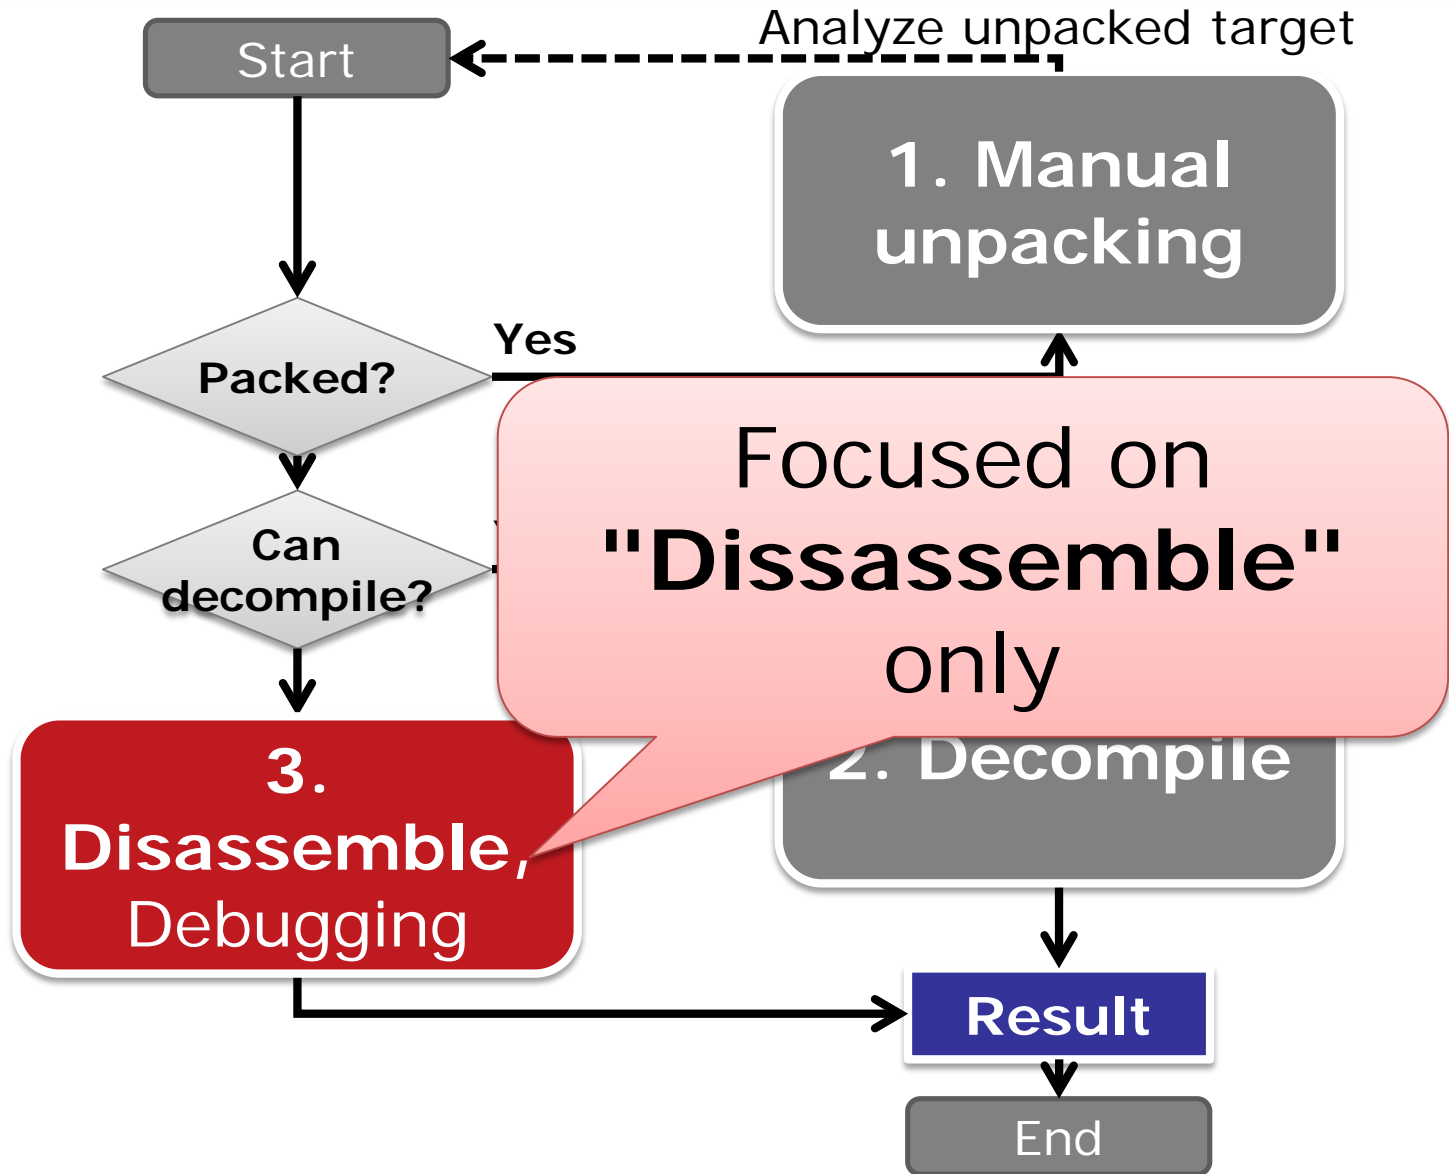 Analyze unpacked target
Start
1. Manual
unpacking
Yes
Packed?
Focused on
"Dissassemble"
only
Can
decompile?
3.
Disassemble,
Debugging
2. Decompile
Result
End